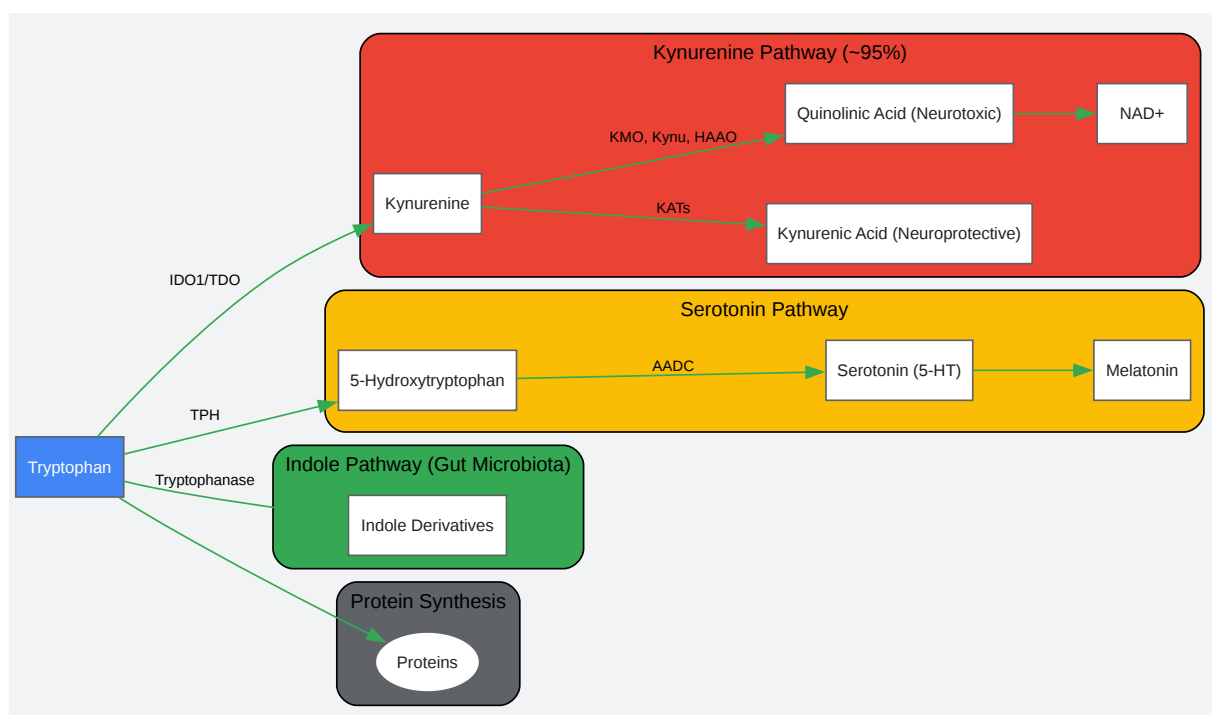 Kynurenine Pathway (~95%)
Quinolinic Acid (Neurotoxic)
NAD+
KMO, Kynu, HAAO
Kynurenine
KATs
Kynurenic Acid (Neuroprotective)
IDO1/TDO
Serotonin Pathway
5-Hydroxytryptophan
AADC
Serotonin (5-HT)
Melatonin
TPH
Tryptophan
Tryptophanase
Indole Pathway (Gut Microbiota)
Indole Derivatives
Protein Synthesis
Proteins